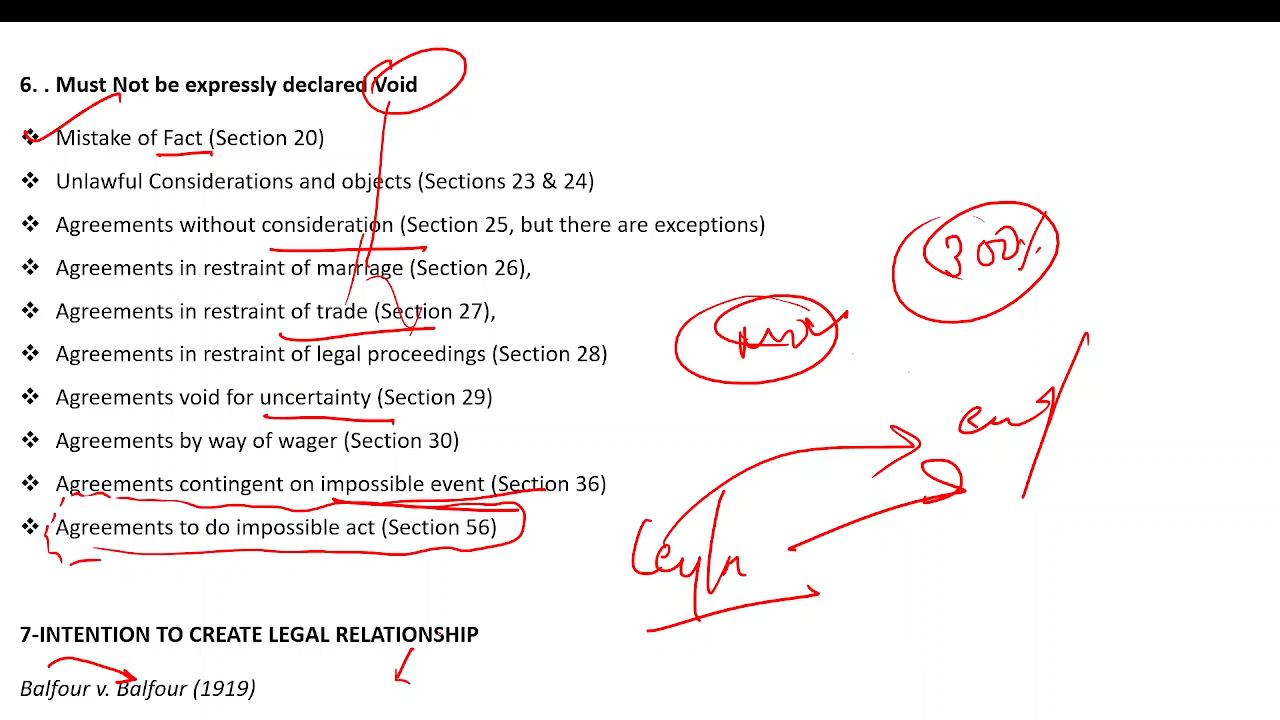 6. . Must Not be expressly declared Void
❖ Mistake of Fact (Section 20)
❖ Unlawful Considerations and objects (Sections 23 & 24)
❖ Agreements without consideration (Section 25, but there are exceptions)
❖ Agreements in restraint of marriage (Section 26),
❖ Agreements in restraint of trade (Section 27),
❖ Agreements in restraint of legal proceedings (Section 28)
❖ Agreements void for uncertainty (Section 29)
❖ Agreements by way of wager (Section 30)
❖ Agreements contingent on impossible event (Section 36)
❖ Agreements to do impossible act (Section 56)
300%
7-INTENTION TO CREATE LEGAL RELATIONSHIP
Balfour v. Balfour (1919)